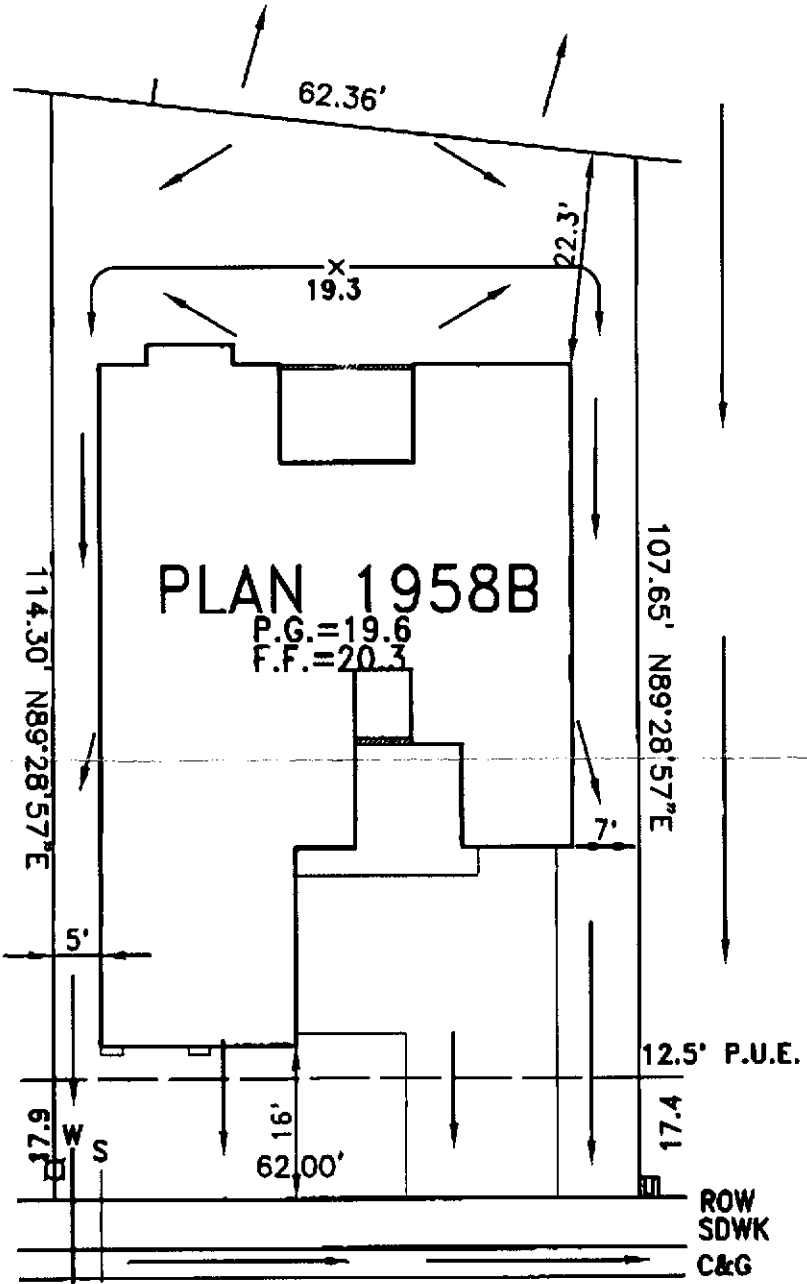 62.36'
22.3'
19.3
PLAN 1958B
P.G.=19.6
F.F.=20.3
114.30' N89°28'57"E
107.65' N89°28'57"E
7'
5'
12.5' P.U.E.
17.4
W
S
16'
62.00'
ROW
SDWK
C&G